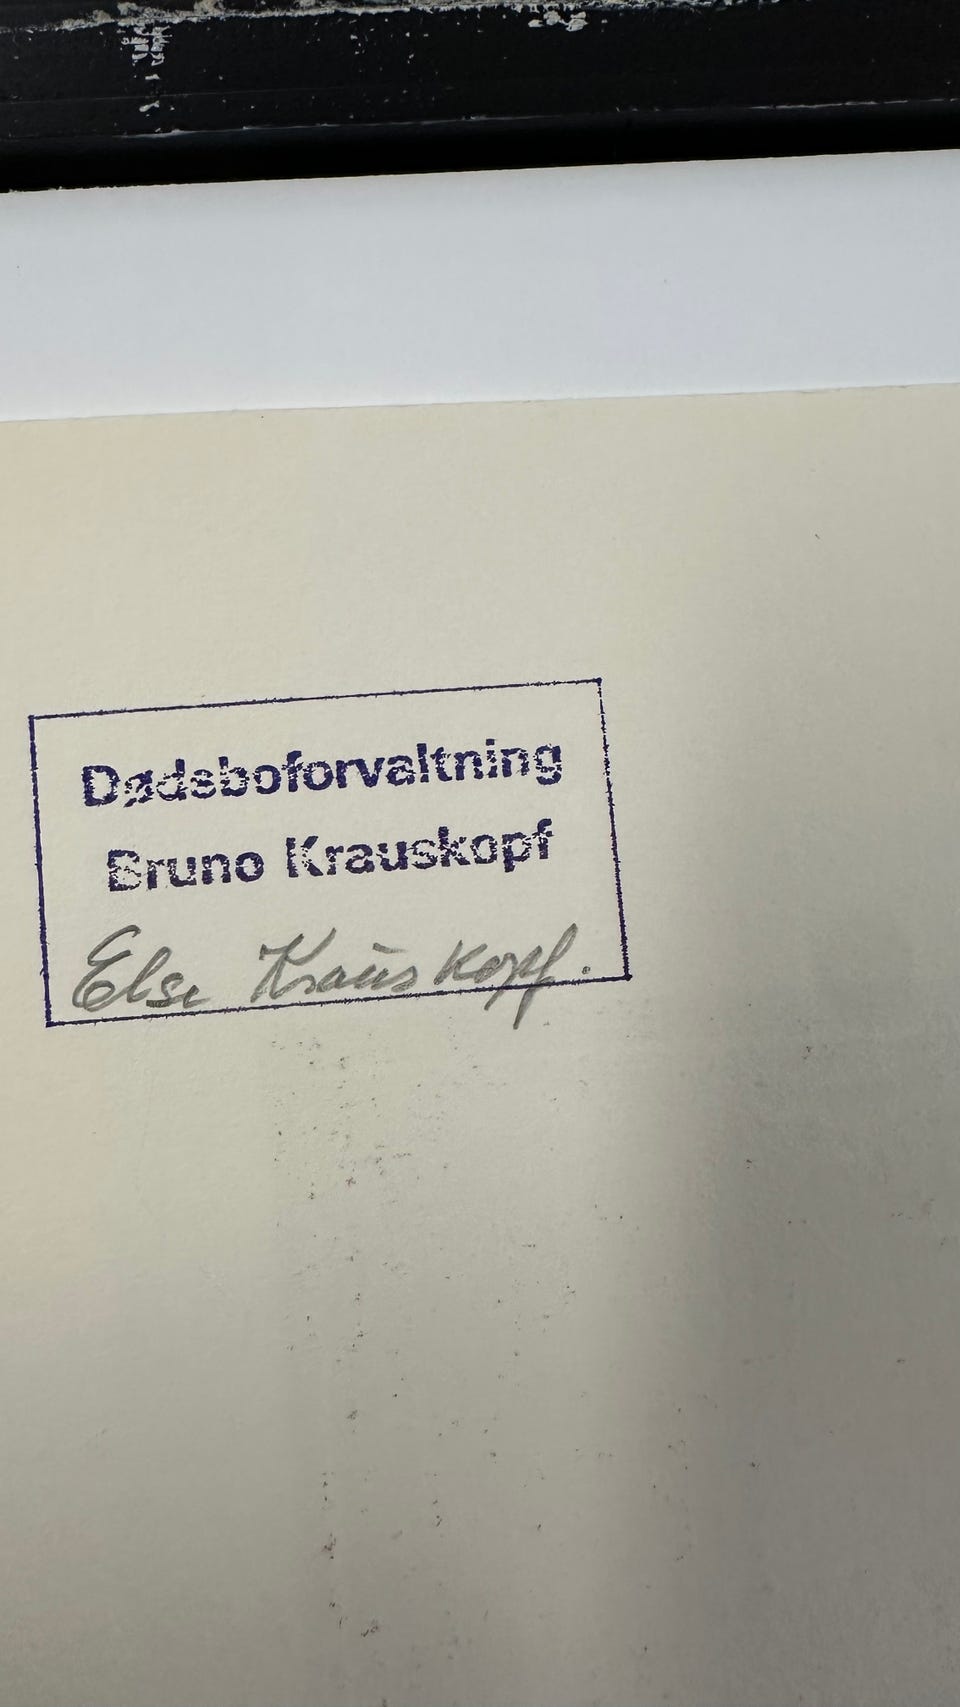 Dødsboforvaltning
Bruno Krauskopf
Else Krauskopf.